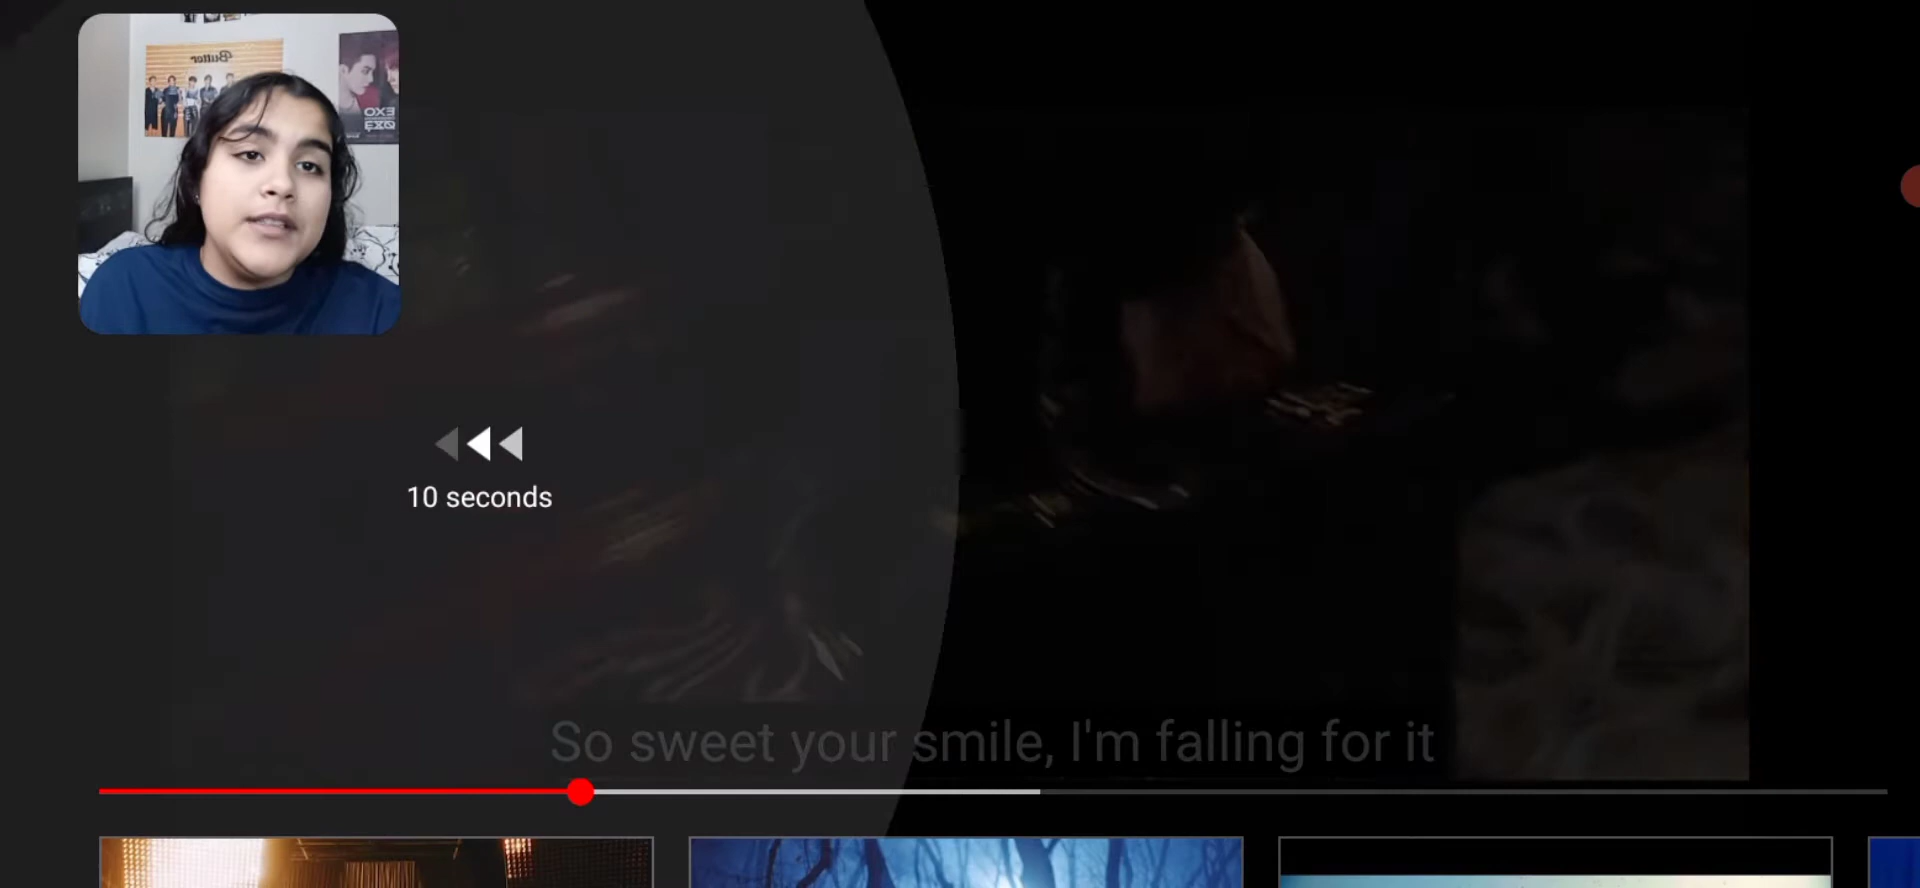 Butter
EXO
EXO
10 seconds
So sweet your smile, I'm falling for it